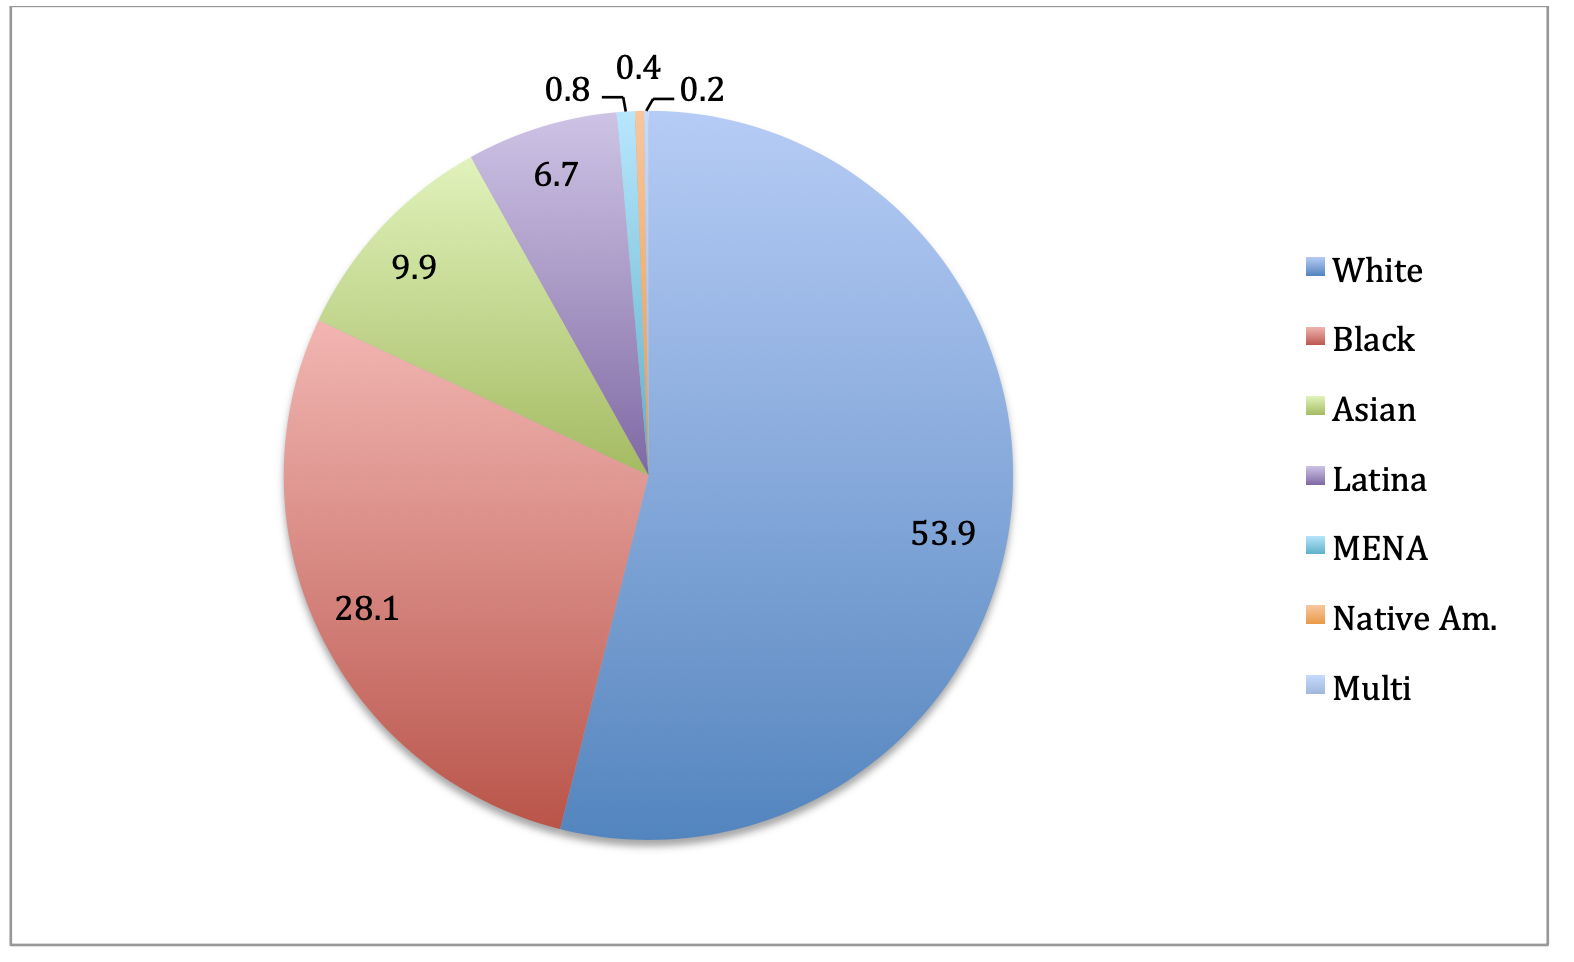 0.4
0.8
0.2
6.7
9.9
53.9
28.1
White
Black
Asian
Latina
MENA
Native Am.
Multi